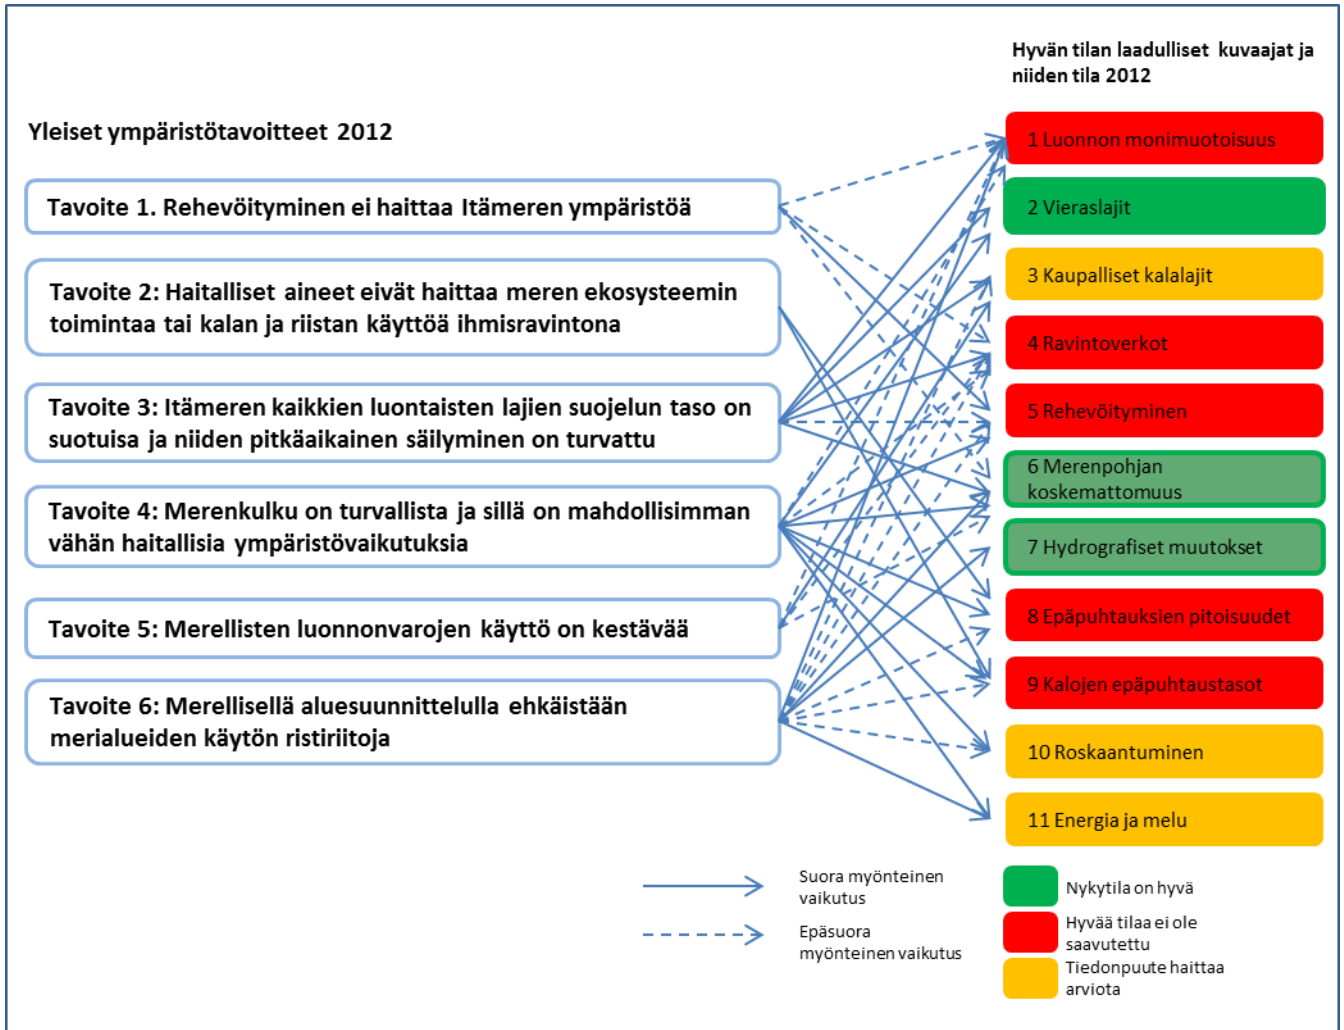 Hyvän tilan laadulliset kuvaajat ja
niiden tila 2012
Yleiset ympäristötavoitteet 2012
Tavoite 1. Rehevöityminen ei haittaa Itämeren ympäristöä
Tavoite 2: Haitalliset aineet eivät haittaa meren ekosysteemin
toimintaa tai kalan ja riistan käyttöä ihmisravintona
Tavoite 3: Itämeren kaikkien luontaisten lajien suojelun taso on
suotuisa ja niiden pitkäaikainen säilyminen on turvattu
Tavoite 4: Merenkulku on turvallista ja sillä on mahdollisimman
vähän haitallisia ympäristövaikutuksia
Tavoite 5: Merellisten luonnonvarojen käyttö on kestävää
Tavoite 6: Merellisellä aluesuunnittelulla ehkäistään
merialueiden käytön ristiriitoja
1 Luonnon monimuotoisuus
2 Vieraslajit
3 Kaupalliset kalalajit
4 Ravintoverkot
5 Rehevöityminen
6 Merenpohjan
koskemattomuus
7 Hydrografiset muutokset
8 Epäpuhtauksien pitoisuudet
9 Kalojen epäpuhtaustasot
10 Roskaantuminen
11 Energia ja melu
Suora myönteinen
vaikutus
Epäsuora
myönteinen vaikutus
Nykytila on hyvä
Hyvää tilaa ei ole
saavutettu
Tiedonpuute haittaa
arviota